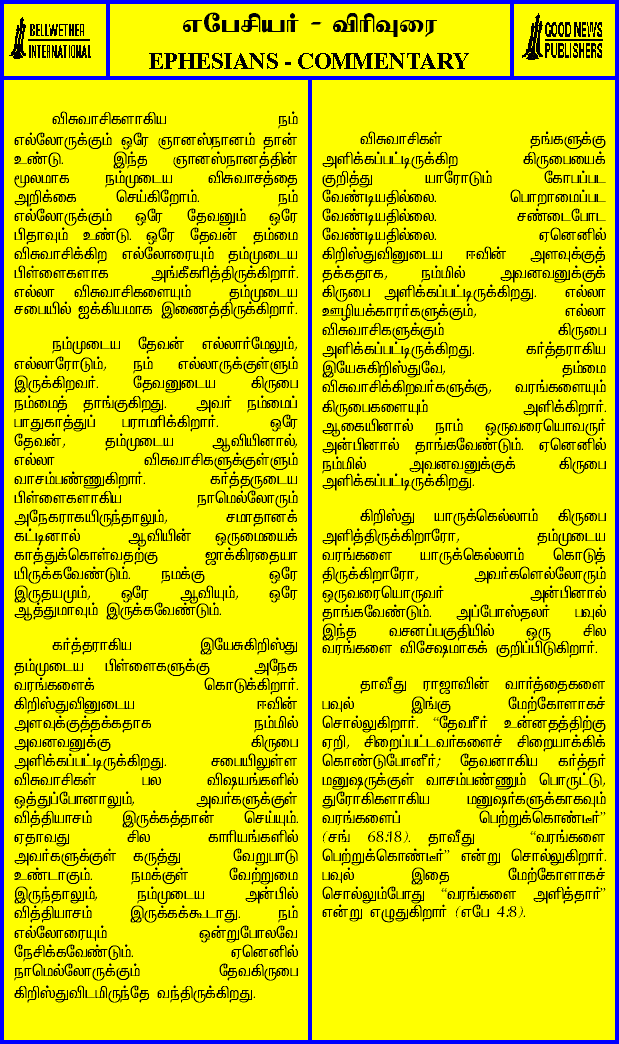 BELLWETHER
INTERNATIONAL
எபேசியர் - விரிவுரை
EPHESIANS - COMMENTARY
GOOD NEWS
PUBLISHERS
விசுவாசிகளாகிய நம்
எல்லோருக்கும் ஒரே ஞானஸ்நானம் தான்
உண்டு. இந்த ஞானஸ்நானத்தின்
மூலமாக நம்முடைய விசுவாசத்தை
அறிக்கை செய்கிறோம். நம்
எல்லோருக்கும் ஒரே தேவனும் ஒரே
பிதாவும் உண்டு. ஒரே தேவன் தம்மை
விசுவாசிக்கிற எல்லோரையும் தம்முடைய
பிள்ளைகளாக அங்கீகரித்திருக்கிறார்.
எல்லா விசுவாசிகளையும் தம்முடைய
சபையில் ஐக்கியமாக இணைத்திருக்கிறார்.
நம்முடைய தேவன் எல்லார்மேலும்,
எல்லாரோடும், நம் எல்லாருக்குள்ளும்
இருக்கிறவர். தேவனுடைய கிருபை
நம்மைத் தாங்குகிறது. அவர் நம்மைப்
பாதுகாத்துப் பராமரிக்கிறார். ஒரே
தேவன், தம்முடைய ஆவியினால்,
எல்லா விசுவாசிகளுக்குள்ளும்
வாசம்பண்ணுகிறார். கர்த்தருடைய
பிள்ளைகளாகிய நாமெல்லோரும்
அநேகராகயிருந்தாலும், சமாதானக்
கட்டினால் ஆவியின் ஒருமையைக்
காத்துக்கொள்வதற்கு ஜாக்கிரதையா
யிருக்கவேண்டும். நமக்கு ஒரே
இருதயமும், ஒரே ஆவியும், ஒரே
ஆத்துமாவும் இருக்கவேண்டும்.
கர்த்தராகிய இயேசுகிறிஸ்து
தம்முடைய பிள்ளைகளுக்கு அநேக
வரங்களைக் கொடுக்கிறார்.
கிறிஸ்துவினுடைய ஈவின்
அளவுக்குத்தக்கதாக நம்மில்
அவனவனுக்கு கிருபை
அளிக்கப்பட்டிருக்கிறது. சபையிலுள்ள
விசுவாசிகள் பல விஷயங்களில்
ஒத்துப்போனாலும், அவர்களுக்குள்
வித்தியாசம் இருக்கத்தான் செய்யும்.
ஏதாவது சில காரியங்களில்
அவர்களுக்குள் கருத்து வேறுபாடு
உண்டாகும். நமக்குள் வேற்றுமை
இருந்தாலும், நம்முடைய அன்பில்
வித்தியாசம் இருக்கக்கூடாது. நம்
எல்லோரையும் ஒன்றுபோலவே
நேசிக்கவேண்டும். ஏனெனில்
நாமெல்லோருக்கும் தேவகிருபை
கிறிஸ்துவிடமிருந்தே வந்திருக்கிறது.
விசுவாசிகள் தங்களுக்கு
அளிக்கப்பட்டிருக்கிற கிருபையைக்
குறித்து யாரோடும் கோபப்பட
வேண்டியதில்லை. பொறாமைப்பட
வேண்டியதில்லை. சண்டைபோட
வேண்டியதில்லை. ஏனெனில்
கிறிஸ்துவினுடைய ஈவின் அளவுக்குத்
தக்கதாக, நம்மில் அவனவனுக்குக்
கிருபை அளிக்கப்பட்டிருக்கிறது. எல்லா
ஊழியக்காரர்களுக்கும், எல்லா
விசுவாசிகளுக்கும் கிருபை
அளிக்கப்பட்டிருக்கிறது. கர்த்தராகிய
இயேசுகிறிஸ்துவே, தம்மை
விசுவாசிக்கிறவர்களுக்கு, வரங்களையும்
கிருபைகளையும் அளிக்கிறார்.
ஆகையினால் நாம் ஒருவரையொருவர்
அன்பினால் தாங்கவேண்டும். ஏனெனில்
நம்மில் அவனவனுக்குக் கிருபை
அளிக்கப்பட்டிருக்கிறது.
கிறிஸ்து யாருக்கெல்லாம் கிருபை
அளித்திருக்கிறாரோ, தம்முடைய
வரங்களை யாருக்கெல்லாம் கொடுத்
திருக்கிறாரோ, அவர்களெல்லோரும்
ஒருவரையொருவர் அன்பினால்
தாங்கவேண்டும். அப்போஸ்தலர் பவுல்
இந்த வசனப்பகுதியில் ஒரு சில
வரங்களை விசேஷமாகக் குறிப்பிடுகிறார்.
தாவீது ராஜாவின் வார்த்தைகளை
பவுல் இங்கு மேற்கோளாகச்
சொல்லுகிறார். “தேவரீர் உன்னதத்திற்கு
ஏறி, சிறைப்பட்டவர்களைச் சிறையாக்கிக்
கொண்டுபோனீர்; தேவனாகிய கர்த்தர்
மனுஷருக்குள் வாசம்பண்ணும் பொருட்டு,
துரோகிகளாகிய மனுஷர்களுக்காகவும்
வரங்களைப் பெற்றுக்கொண்டீர்”
(சங் 68:18). தாவீது “வரங்களை
பெற்றுக்கொண்டீர்” என்று சொல்லுகிறார்.
பவுல் இதை மேற்கோளாகச்
சொல்லும்போது “வரங்களை அளித்தார்”
என்று எழுதுகிறார் (எபே 4:8).